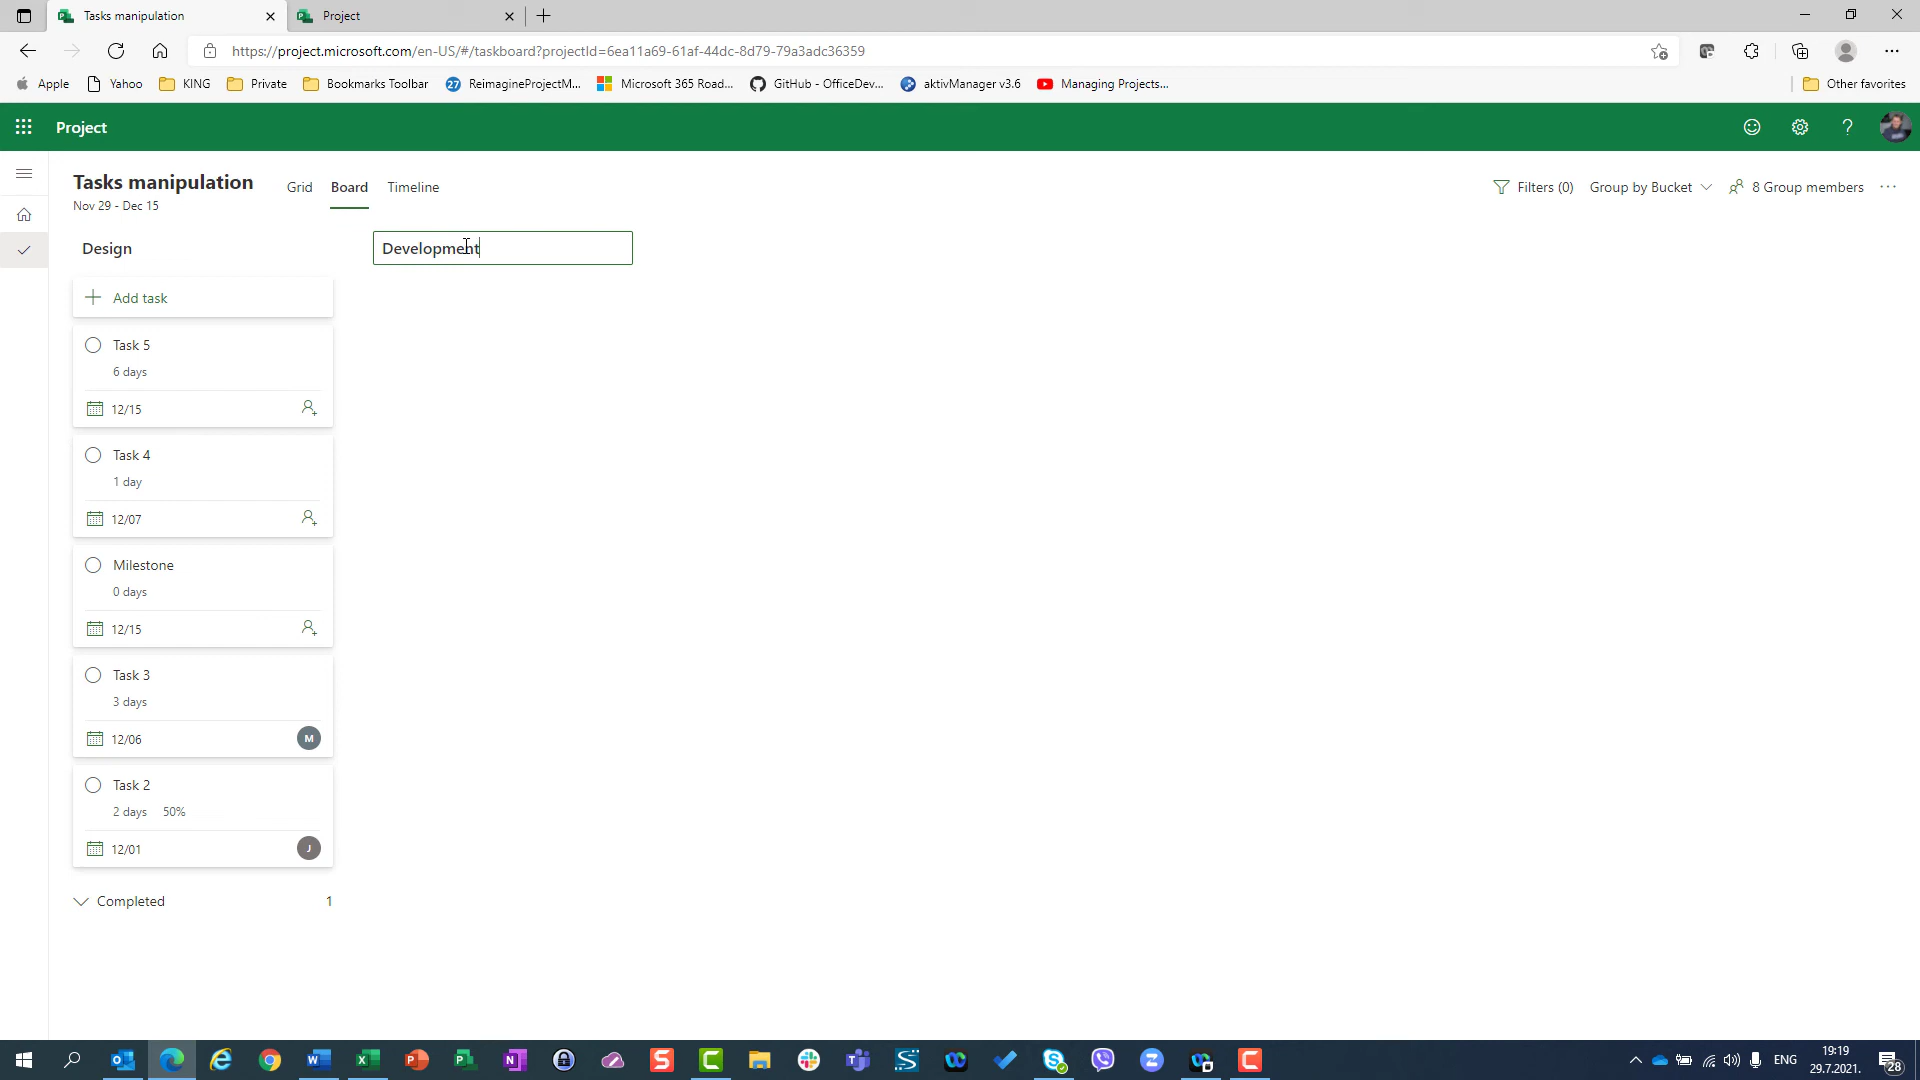 Tasks manipulation
Project
https://project.microsoft.com/en-US/#/taskboard?projectId=6ea11a69-61af-44dc-8d79-79a3adc36359
Apple
Yahoo
KING
Private
Bookmarks Toolbar
27
ReimagineProjectM...
Microsoft 365 Road...
GitHub - OfficeDev...
aktivManager v3.6
Managing Projects...
Other favorites
Project
?
Tasks manipulation
Grid
Board
Timeline
Filters (0)
Group by Bucket
8 Group members
Nov 29 - Dec 15
Design
Development
Add task
Task 5
6 days
12/15
Task 4
1 day
12/07
Milestone
0 days
12/15
Task 3
3 days
12/06
M
Task 2
2 days 50%
12/01
J
Completed
1
ENG
19:19
29.7.2021.
28